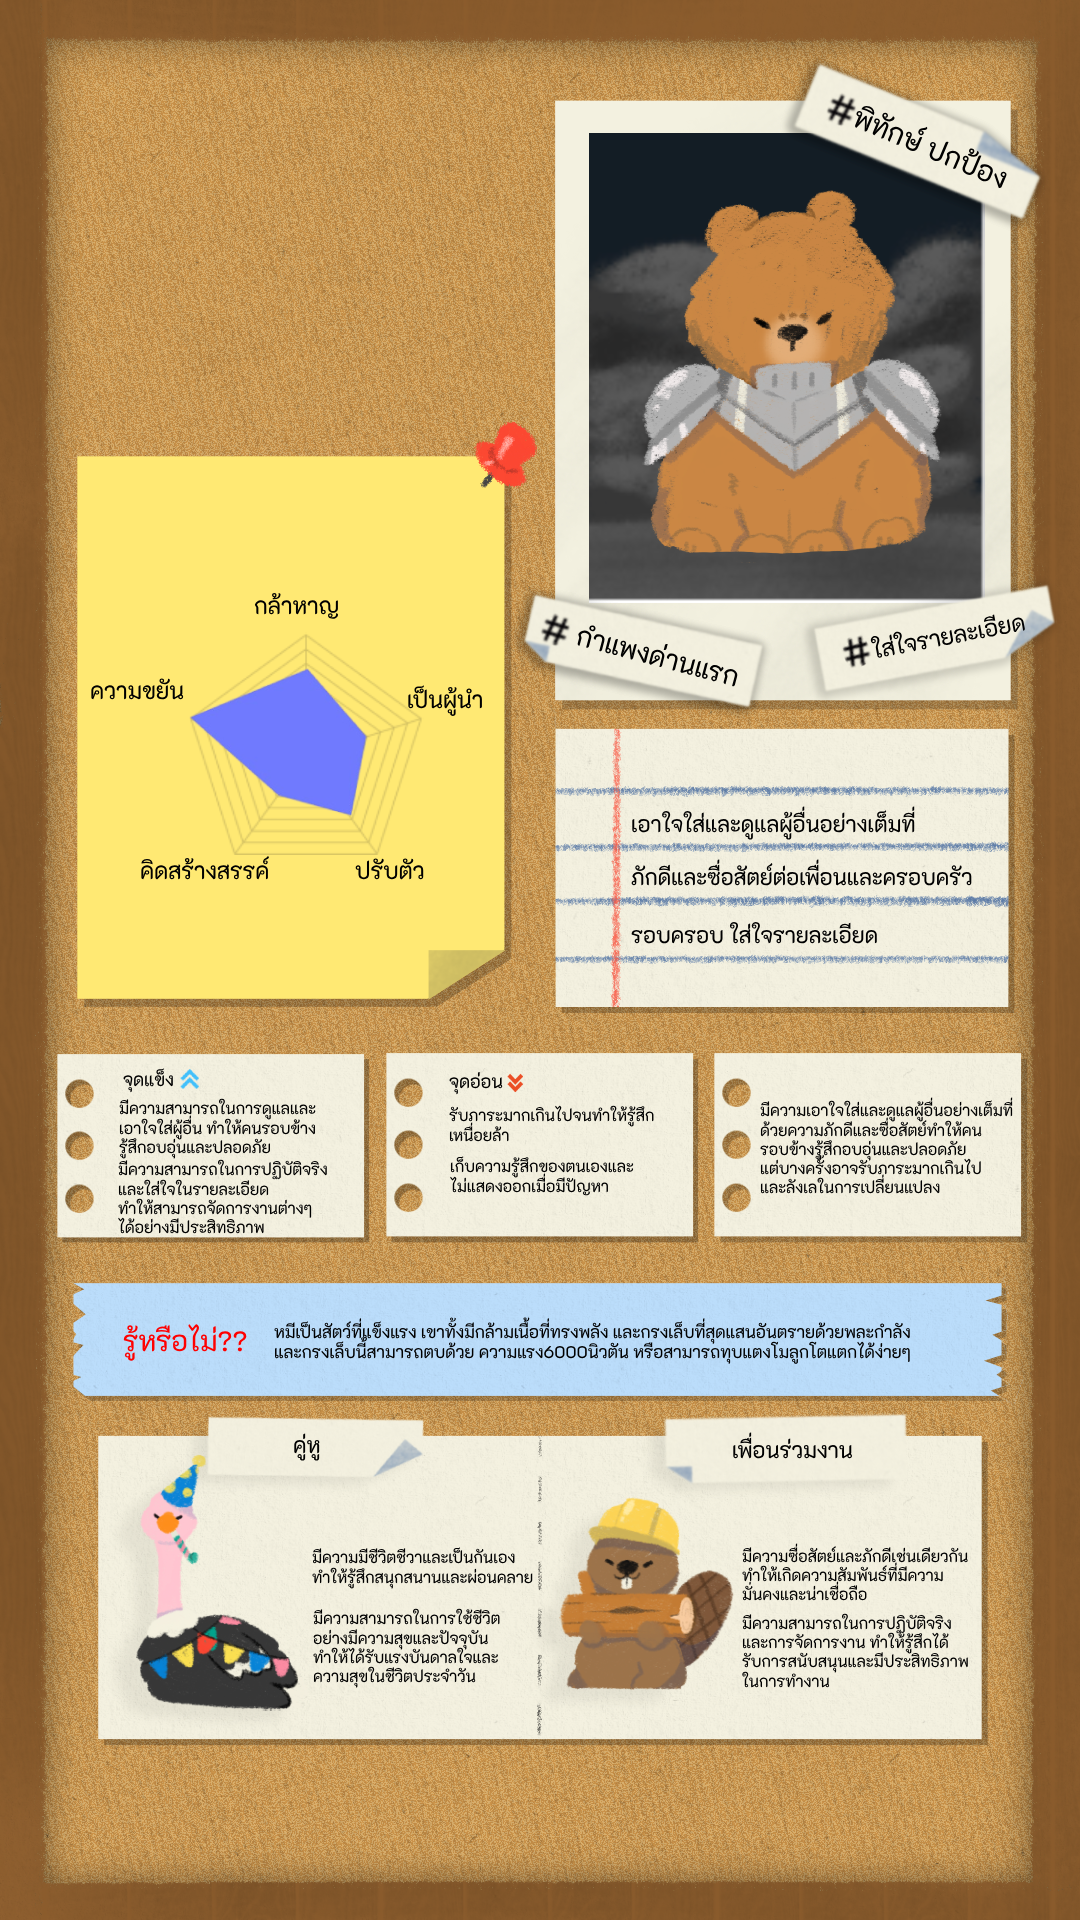 #พิทักษ์ ปกป้อง
# กำแพงด่านแรก
#ใส่ใจรายละเอียด
กล้าหาญ
ความขยัน
เป็นผู้นำ
คิดสร้างสรรค์
ปรับตัว
เอาใจใส่และดูแลผู้อื่นอย่างเต็มที่
ภักดีและซื่อสัตย์ต่อเพื่อนและครอบครัว
รอบครอบ ใส่ใจรายละเอียด
จุดแข็ง
มีความสามารถในการดูแลและ
เอาใจใส่ผู้อื่น ทำให้คนรอบข้าง
รู้สึกอบอุ่นและปลอดภัย
มีความสามารถในการปฏิบัติจริง
และใส่ใจในรายละเอียด
ทำให้สามารถจัดการงานต่างๆ
ได้อย่างมีประสิทธิภาพ
จุดอ่อน
รับภาระมากเกินไปจนทำให้รู้สึก
เหนื่อยล้า
เก็บความรู้สึกของตนเองและ
ไม่แสดงออกเมื่อมีปัญหา
มีความเอาใจใส่และดูแลผู้อื่นอย่างเต็มที่
ด้วยความภักดีและซื่อสัตย์ทำให้คน
รอบข้างรู้สึกอบอุ่นและปลอดภัย
แต่บางครั้งอาจรับภาระมากเกินไป
และลังเลในการเปลี่ยนแปลง
รู้หรือไม่??
หมีเป็นสัตว์ที่แข็งแรง เขาทั้งมีกล้ามเนื้อที่ทรงพลัง และกรงเล็บที่สุดแสนอันตรายด้วยพละกำลัง
และกรงเล็บนี้สามารถตบด้วย ความแรง6000นิวตัน หรือสามารถทุบแตงโมลูกโตแตกได้ง่ายๆ
คู่หู
มีความมีชีวิตชีวาและเป็นกันเอง
ทำให้รู้สึกสนุกสนานและผ่อนคลาย
มีความสามารถในการใช้ชีวิต
อย่างมีความสุขและปัจจุบัน
ทำให้ได้รับแรงบันดาลใจและ
ความสุขในชีวิตประจำวัน
เพื่อนร่วมงาน
มีความซื่อสัตย์และภักดีเช่นเดียวกัน
ทำให้เกิดความสัมพันธ์ที่มีความ
มั่นคงและน่าเชื่อถือ
มีความสามารถในการปฏิบัติจริง
และการจัดการงาน ทำให้รู้สึกได้
รับการสนับสนุนและมีประสิทธิภาพ
ในการทำงาน